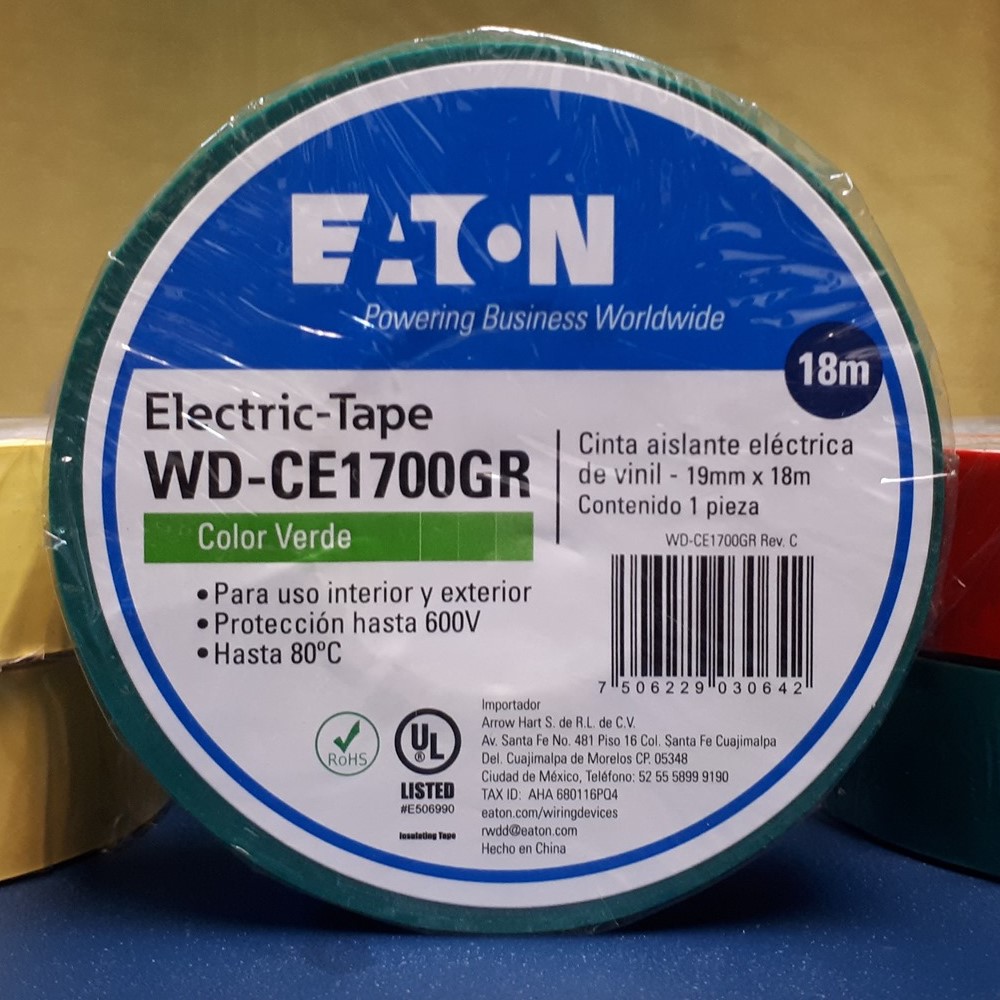 EATON
Powering Business Worldwide
18m
Electric-Tape
WD-CE1700GR
Color Verde
• Para uso interior y exterior
• Protección hasta 600V
• Hasta 80ºC
Cinta aislante eléctrica
de vinil - 19mm x 18m
Contenido 1 pieza
WD-CE1700GR Rev. C
7 506229 030642
RoHS
UL
®
LISTED
#E506990
Insulating Tape
Importador
Arrow Hart S. de R.L. de C.V.
Av. Santa Fe No. 481 Piso 16 Col. Santa Fe Cuajimalpa
Del. Cuajimalpa de Morelos CP. 05348
Ciudad de México, Teléfono: 52 55 5899 9190
TAX ID: AHA 680116PQ4
eaton.com/wiringdevices
rwdd@eaton.com
Hecho en China